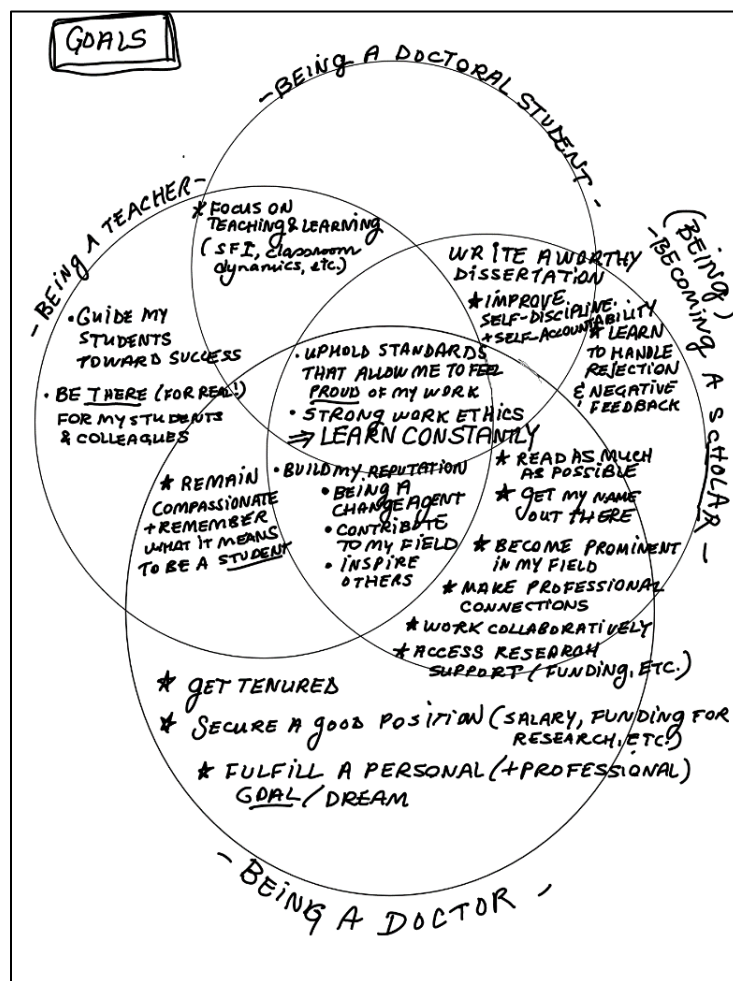 GOALS
-BEING A DOCTORAL STUDENT-
-BEING A TEACHER-
(BEING)
-BECOMING A SCHOLAR-
* FOCUS ON
TEACHING & LEARNING
(SFI, classroom
dynamics, etc.)
WRITE A WORTHY
DISSERTATION
* IMPROVE
SELF-DISCIPLINE
+ SELF-ACCOUNTABILITY
* LEARN
TO HANDLE
REJECTION
& NEGATIVE
FEEDBACK
• GUIDE MY
STUDENTS
TOWARD SUCCESS
• BE THERE (FOR REAL!)
FOR MY STUDENTS
& COLLEAGUES
• UPHOLD STANDARDS
THAT ALLOW ME TO FEEL
PROUD OF MY WORK
• STRONG WORK ETHICS
⇒ LEARN CONSTANTLY
• BUILD MY REPUTATION
• BEING A
CHANGE AGENT
• CONTRIBUTE
TO MY FIELD
• INSPIRE
OTHERS
* REMAIN
COMPASSIONATE
+ REMEMBER
WHAT IT MEANS
TO BE A STUDENT
* READ AS MUCH
AS POSSIBLE
* GET MY NAME
OUT THERE
* BECOME PROMINENT
IN MY FIELD
* MAKE PROFESSIONAL
CONNECTIONS
* WORK COLLABORATIVELY
* ACCESS RESEARCH
SUPPORT (FUNDING, ETC.)
* GET TENURED
* SECURE A GOOD POSITION (SALARY, FUNDING FOR
RESEARCH, ETC.)
* FULFILL A PERSONAL (+PROFESSIONAL)
GOAL / DREAM
- BEING A DOCTOR -